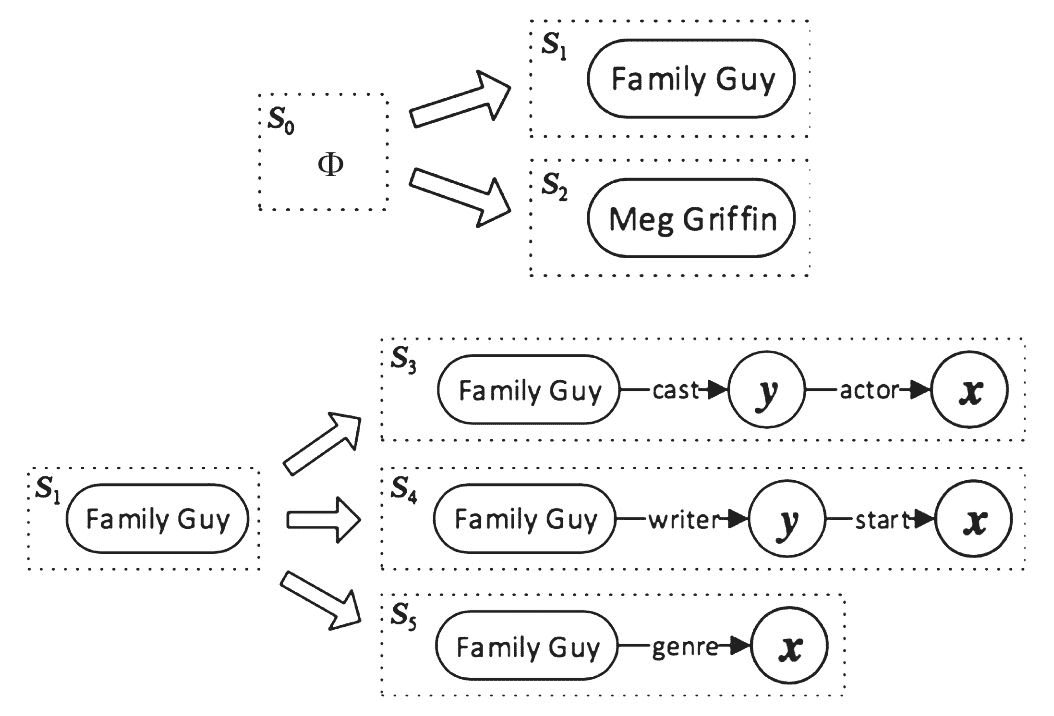 S1
Family Guy
S0
Φ
S2
Meg Griffin
S3
Family Guy cast y actor x
S1
Family Guy
S4
Family Guy writer y start x
S5
Family Guy genre x